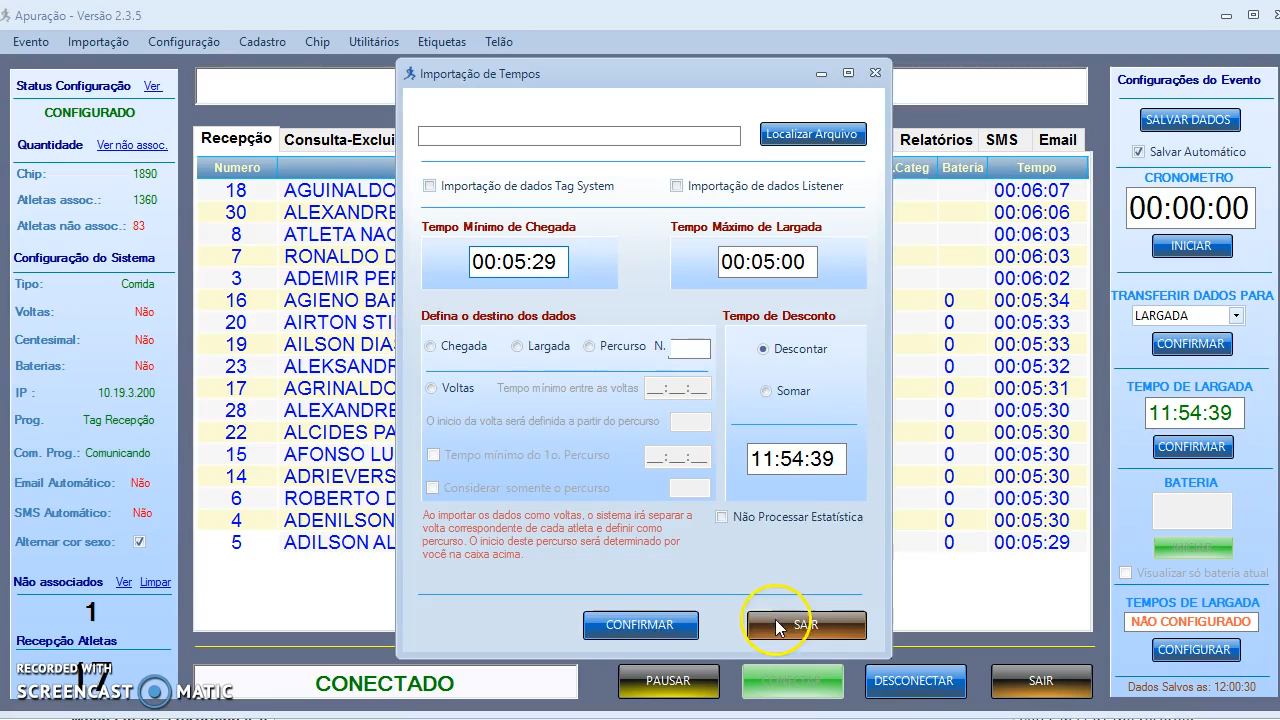 Apuração - Versão 2.3.5
Evento Importação Configuração Cadastro Chip Utilitários Etiquetas Telão
Status Configuração Ver
CONFIGURADO
Quantidade Ver não assoc.
Chip: 1890
Atletas assoc.: 1360
Atletas não assoc.: 83
Configuração do Sistema
Tipo: Corrida
Voltas: Não
Centesimal: Não
Baterias: Não
IP : 10.19.3.200
Prog. Tag Recepção
Com. Prog.: Comunicando
Email Automático: Não
SMS Automático: Não
Alternar cor sexo:
Não associados Ver Limpar
1
Recepção Atletas
17
RECORDED WITH
SCREENCAST MATIC
Recepção Consulta-Exclui Relatórios SMS Email
Numero .Categ Bateria Tempo
18 AGUINALDO 00:06:07
30 ALEXANDRE 00:06:06
8 ATLETA NAO 00:06:03
7 RONALDO D 00:06:03
3 ADEMIR PER 00:06:02
16 AGIENO BAR 0 00:05:34
20 AIRTON STI 0 00:05:33
19 AILSON DIAS 0 00:05:33
23 ALEKSANDR 0 00:05:32
17 AGRINALDO 0 00:05:31
28 ALEXANDRE 0 00:05:30
22 ALCIDES PA 0 00:05:30
15 AFONSO LU 0 00:05:30
14 ADRIEVERS 0 00:05:30
6 ROBERTO D 0 00:05:30
4 ADENILSON 0 00:05:30
5 ADILSON AL 0 00:05:29
Importação de Tempos
Localizar Arquivo
Importação de dados Tag System Importação de dados Listener
Tempo Mínimo de Chegada Tempo Máximo de Largada
00:05:29 00:05:00
Defina o destino dos dados Tempo de Desconto
Chegada Largada Percurso N. Descontar
Voltas Tempo mínimo entre as voltas __:__:__ Somar
O inicio da volta será definida a partir do percurso
Tempo mínimo do 1o. Percurso __:__:__ 11:54:39
Considerar somente o percurso
Ao importar os dados como voltas, o sistema irá separar a
volta correspondente de cada atleta e definir como
percurso. O inicio deste percurso será determinado por
você na caixa acima.
Não Processar Estatística
CONFIRMAR SAIR
CONECTADO PAUSAR DESCONECTAR SAIR
Configurações do Evento
SALVAR DADOS
Salvar Automático
CRONOMETRO
00:00:00
INICIAR
TRANSFERIR DADOS PARA
LARGADA
CONFIRMAR
TEMPO DE LARGADA
11:54:39
CONFIRMAR
BATERIA
Visualizar só bateria atual
TEMPOS DE LARGADA
NÃO CONFIGURADO
CONFIGURAR
Dados Salvos as: 12:00:30